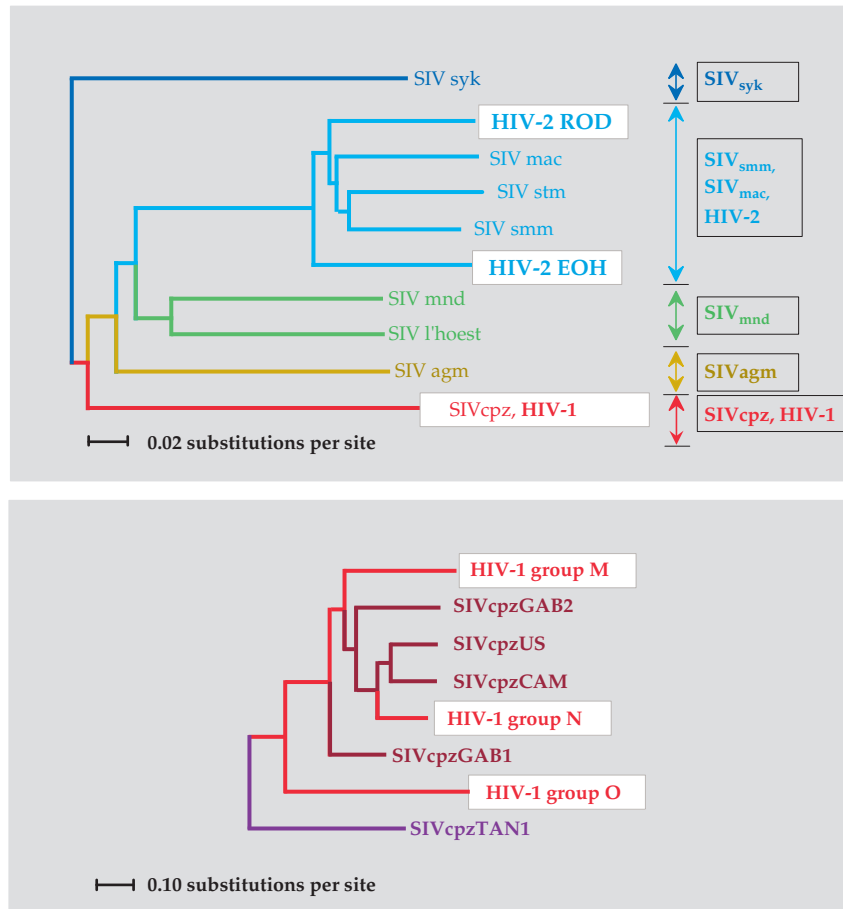 SIV syk
HIV-2 ROD
SIV mac
SIV stm
SIV smm
HIV-2 EOH
SIV mnd
SIV l'hoest
SIV agm
SIVcpz, HIV-1
0.02 substitutions per site
SIVsyk
SIVsmm,
SIVmac,
HIV-2
SIVmnd
SIVagm
SIVcpz, HIV-1
HIV-1 group M
SIVcpzGAB2
SIVcpzUS
SIVcpzCAM
HIV-1 group N
SIVcpzGAB1
HIV-1 group O
SIVcpzTAN1
0.10 substitutions per site